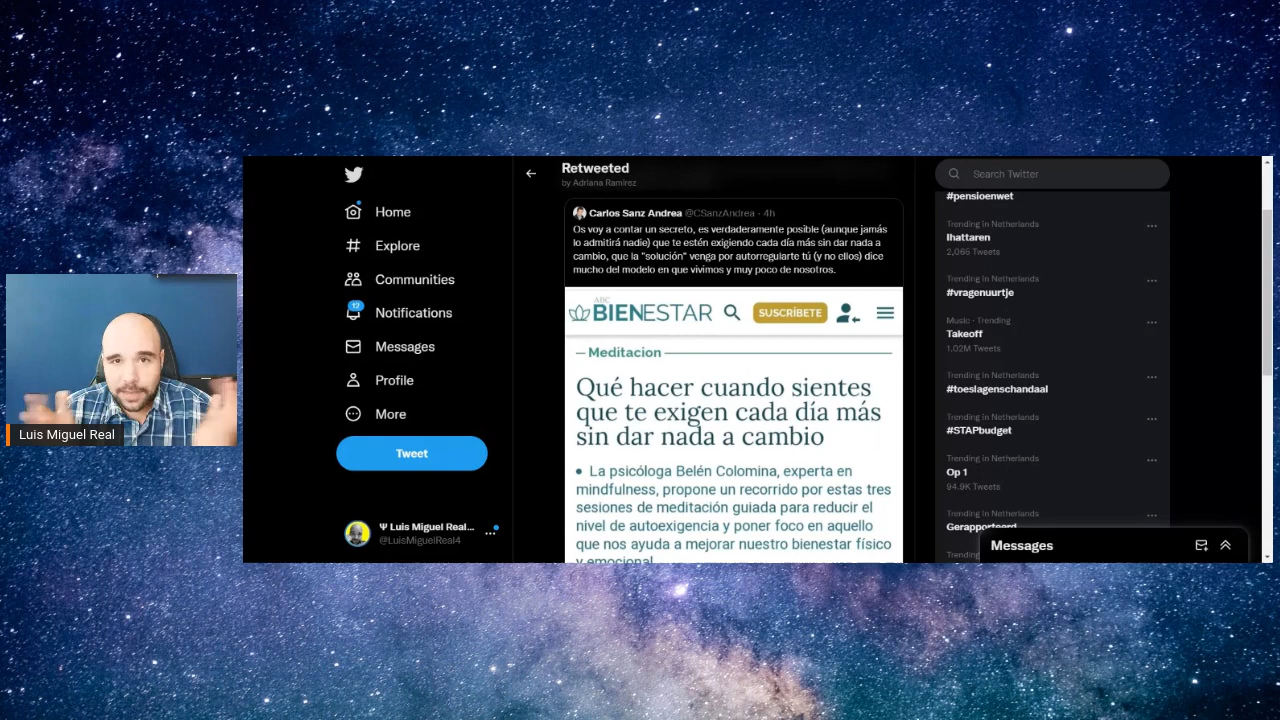 Luis Miguel Real
Home
Explore
Communities
12
Notifications
Messages
Profile
More
Tweet
Ψ Luis Miguel Real...
@LuisMiguelReal4
Retweeted
by Adriana Ramirez
Carlos Sanz Andrea @CSanzAndrea · 4h
Os voy a contar un secreto, es verdaderamente posible (aunque jamás
lo admitirá nadie) que te estén exigiendo cada día más sin dar nada a
cambio, que la "solución" venga por autorregularte tú (y no ellos) dice
mucho del modelo en que vivimos y muy poco de nosotros.
ABC
BIENESTAR
SUSCRÍBETE
Meditacion
Qué hacer cuando sientes
que te exigen cada día más
sin dar nada a cambio
• La psicóloga Belén Colomina, experta en
mindfulness, propone un recorrido por estas tres
sesiones de meditación guiada para reducir el
nivel de autoexigencia y poner foco en aquello
que nos ayuda a mejorar nuestro bienestar físico
y emocional
Search Twitter
#pensioenwet
Trending in Netherlands
Ihattaren
2,065 Tweets
Trending in Netherlands
#vragenuurtje
Music · Trending
Takeoff
1.02M Tweets
Trending in Netherlands
#toeslagenschandaal
Trending in Netherlands
#STAPbudget
Trending in Netherlands
Op 1
94.9K Tweets
Trending in Netherlands
Gerapporteerd
Trending
Messages